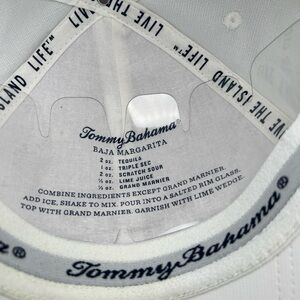 LIVE THE
ISLAND
LIFE™
LIVE THE ISLAND LIFE™
Tommy Bahama®
BAJA MARGARITA
2 oz. TEQUILA
1 oz. TRIPLE SEC
2 oz. SCRATCH SOUR
½ oz. LIME JUICE
½ oz. GRAND MARNIER
COMBINE INGREDIENTS EXCEPT GRAND MARNIER.
ADD ICE. SHAKE TO MIX. POUR INTO A SALTED RIM GLASS.
TOP WITH GRAND MARNIER. GARNISH WITH LIME WEDGE.
Tommy Bahama®